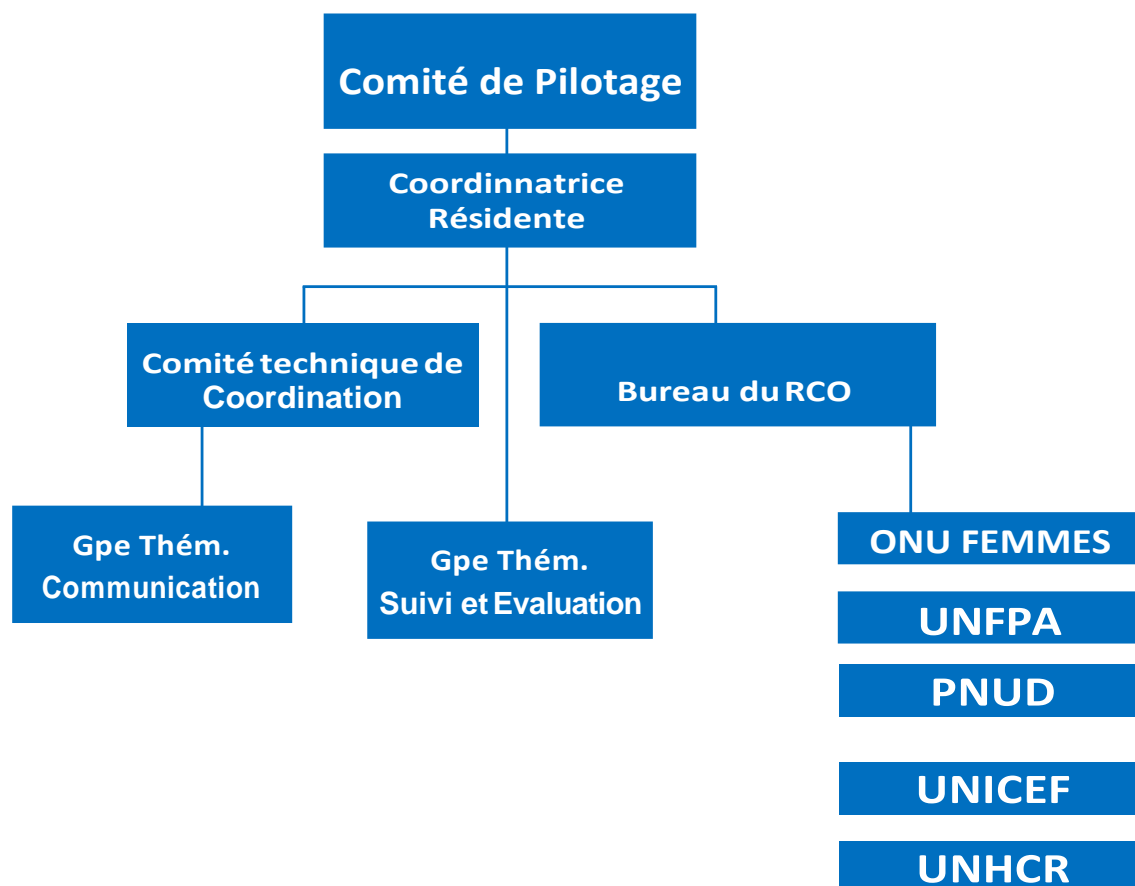 Comité de Pilotage
Coordinnatrice
Résidente
Comité technique de
Coordination
Bureau du RCO
Gpe Thém.
Communication
Gpe Thém.
Suivi et Evaluation
ONU FEMMES
UNFPA
PNUD
UNICEF
UNHCR